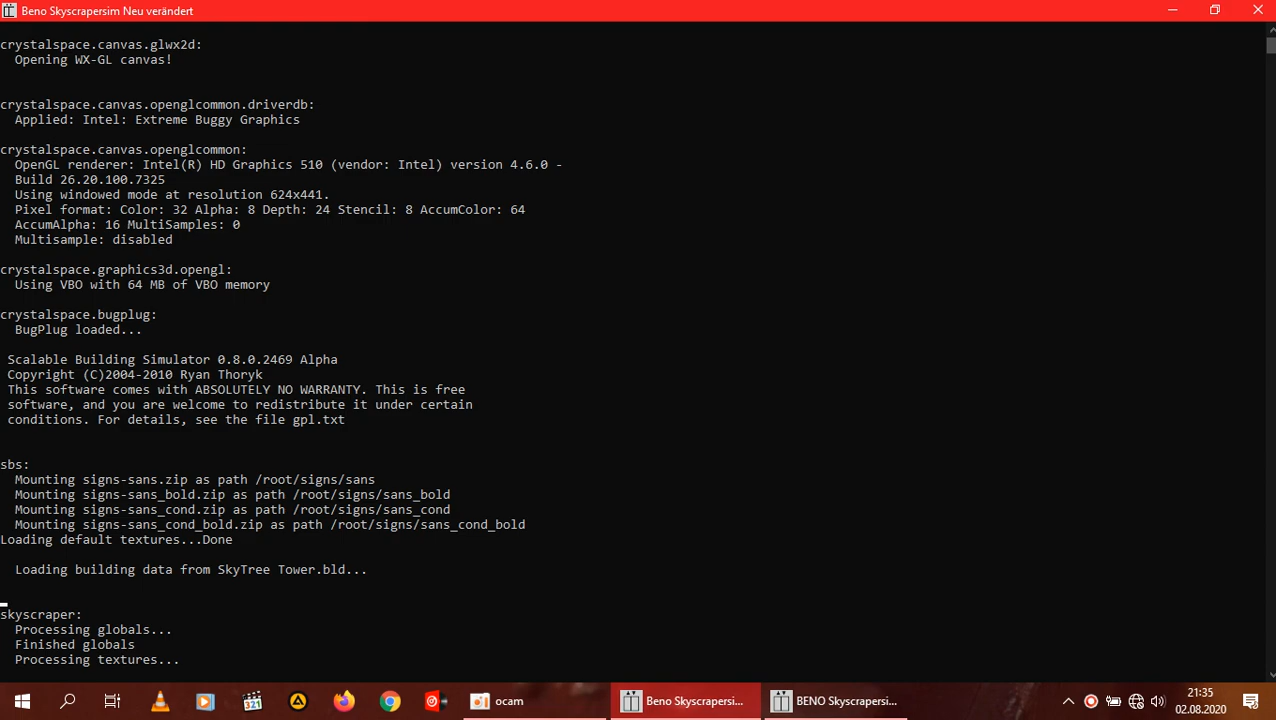 Beno Skyscrapersim Neu verändert
crystalspace.canvas.glwx2d:
Opening WX-GL canvas!
crystalspace.canvas.openglcommon.driverdb:
Applied: Intel: Extreme Buggy Graphics
crystalspace.canvas.openglcommon:
OpenGL renderer: Intel(R) HD Graphics 510 (vendor: Intel) version 4.6.0 -
Build 26.20.100.7325
Using windowed mode at resolution 624x441.
Pixel format: Color: 32 Alpha: 8 Depth: 24 Stencil: 8 AccumColor: 64
AccumAlpha: 16 MultiSamples: 0
Multisample: disabled
crystalspace.graphics3d.opengl:
Using VBO with 64 MB of VBO memory
crystalspace.bugplug:
BugPlug loaded...
Scalable Building Simulator 0.8.0.2469 Alpha
Copyright (C)2004-2010 Ryan Thoryk
This software comes with ABSOLUTELY NO WARRANTY. This is free
software, and you are welcome to redistribute it under certain
conditions. For details, see the file gpl.txt
sbs:
Mounting signs-sans.zip as path /root/signs/sans
Mounting signs-sans_bold.zip as path /root/signs/sans_bold
Mounting signs-sans_cond.zip as path /root/signs/sans_cond
Mounting signs-sans_cond_bold.zip as path /root/signs/sans_cond_bold
Loading default textures...Done
Loading building data from SkyTree Tower.bld...
skyscraper:
Processing globals...
Finished globals
Processing textures...
321
ocam
Beno Skyscrapersi...
BENO Skyscrapersi...
21:35
02.08.2020